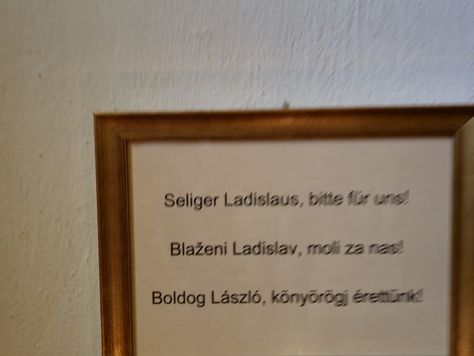 Seliger Ladislaus, bitte für uns!
Blaženi Ladislav, moli za nas!
Boldog László, könyörögj érettünk!